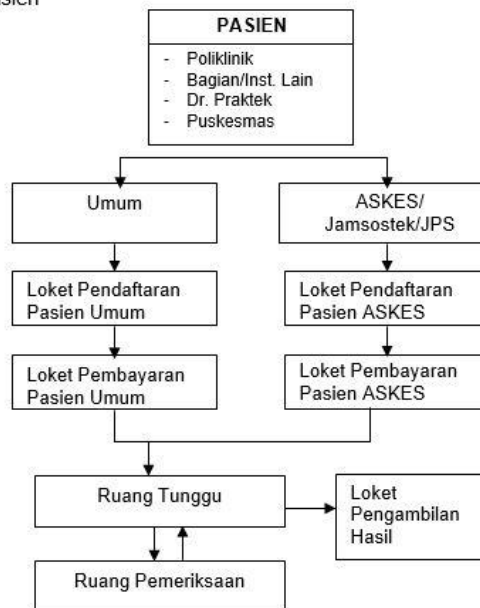 PASIEN
- Poliklinik
- Bagian/Inst. Lain
- Dr. Praktek
- Puskesmas
Umum
ASKES/
Jamsostek/JPS
Loket Pendaftaran
Pasien Umum
Loket Pendaftaran
Pasien ASKES
Loket Pembayaran
Pasien Umum
Loket Pembayaran
Pasien ASKES
Ruang Tunggu
Loket
Pengambilan
Hasil
Ruang Pemeriksaan